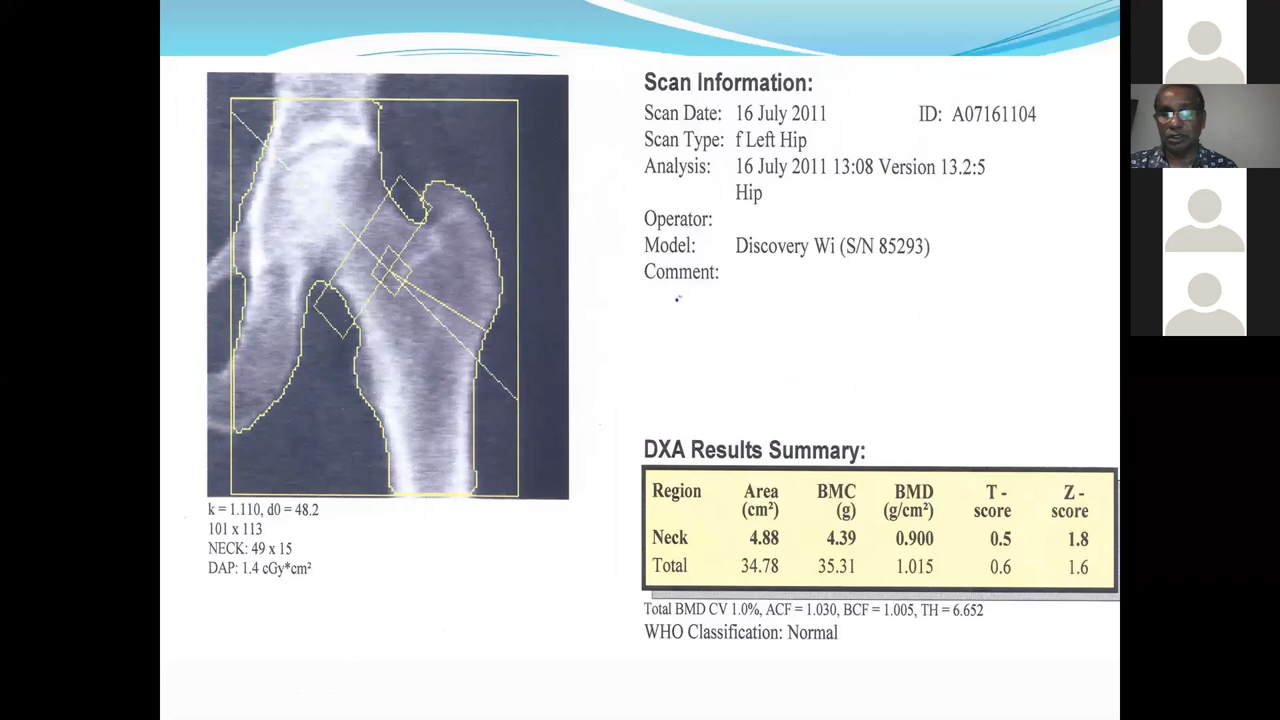 Scan Information:
Scan Date: 16 July 2011 ID: A07161104
Scan Type: f Left Hip
Analysis: 16 July 2011 13:08 Version 13.2:5
Hip
Operator:
Model: Discovery Wi (S/N 85293)
Comment:
k = 1.110, d0 = 48.2
101 x 113
NECK: 49 x 15
DAP: 1.4 cGy*cm²
DXA Results Summary:
Region Area BMC BMD T - Z -
(cm²) (g) (g/cm²) score score
Neck 4.88 4.39 0.900 0.5 1.8
Total 34.78 35.31 1.015 0.6 1.6
Total BMD CV 1.0%, ACF = 1.030, BCF = 1.005, TH = 6.652
WHO Classification: Normal